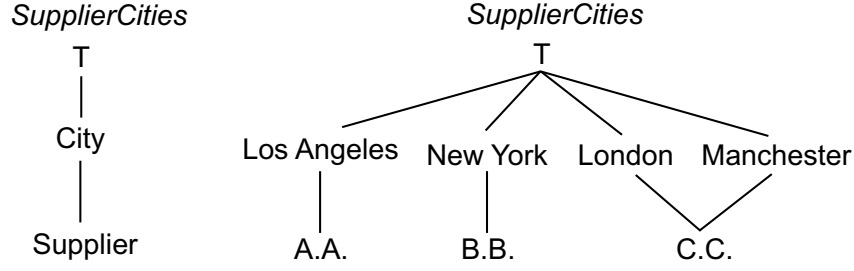 SupplierCities
T
City
Supplier
SupplierCities
T
Los Angeles New York London Manchester
A.A. B.B. C.C.